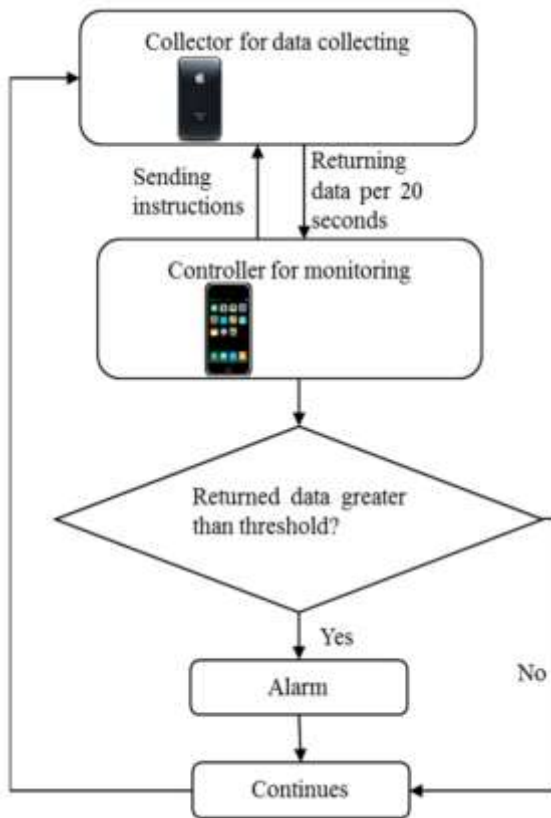 Collector for data collecting
Sending
instructions
Returning
data per 20
seconds
Controller for monitoring
Returned data greater
than threshold?
Yes
Alarm
No
Continues